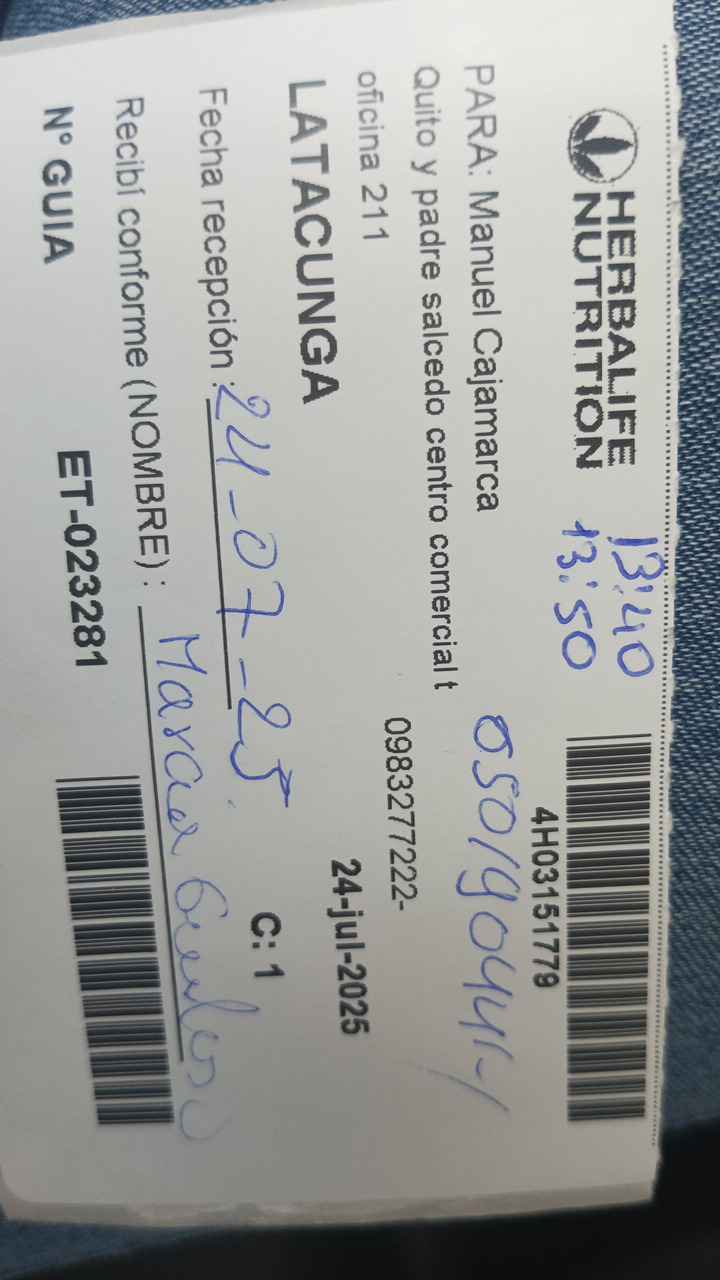 HERBALIFE
NUTRITION
13:40
13:50
4H03151779
PARA: Manuel Cajamarca
Quito y padre salcedo centro comercial t
oficina 211
0983277222-
LATACUNGA
24-jul-2025
Fecha recepción : 24-07-25
C: 1
Recibí conforme (NOMBRE) :
Nº GUIA
ET-023281